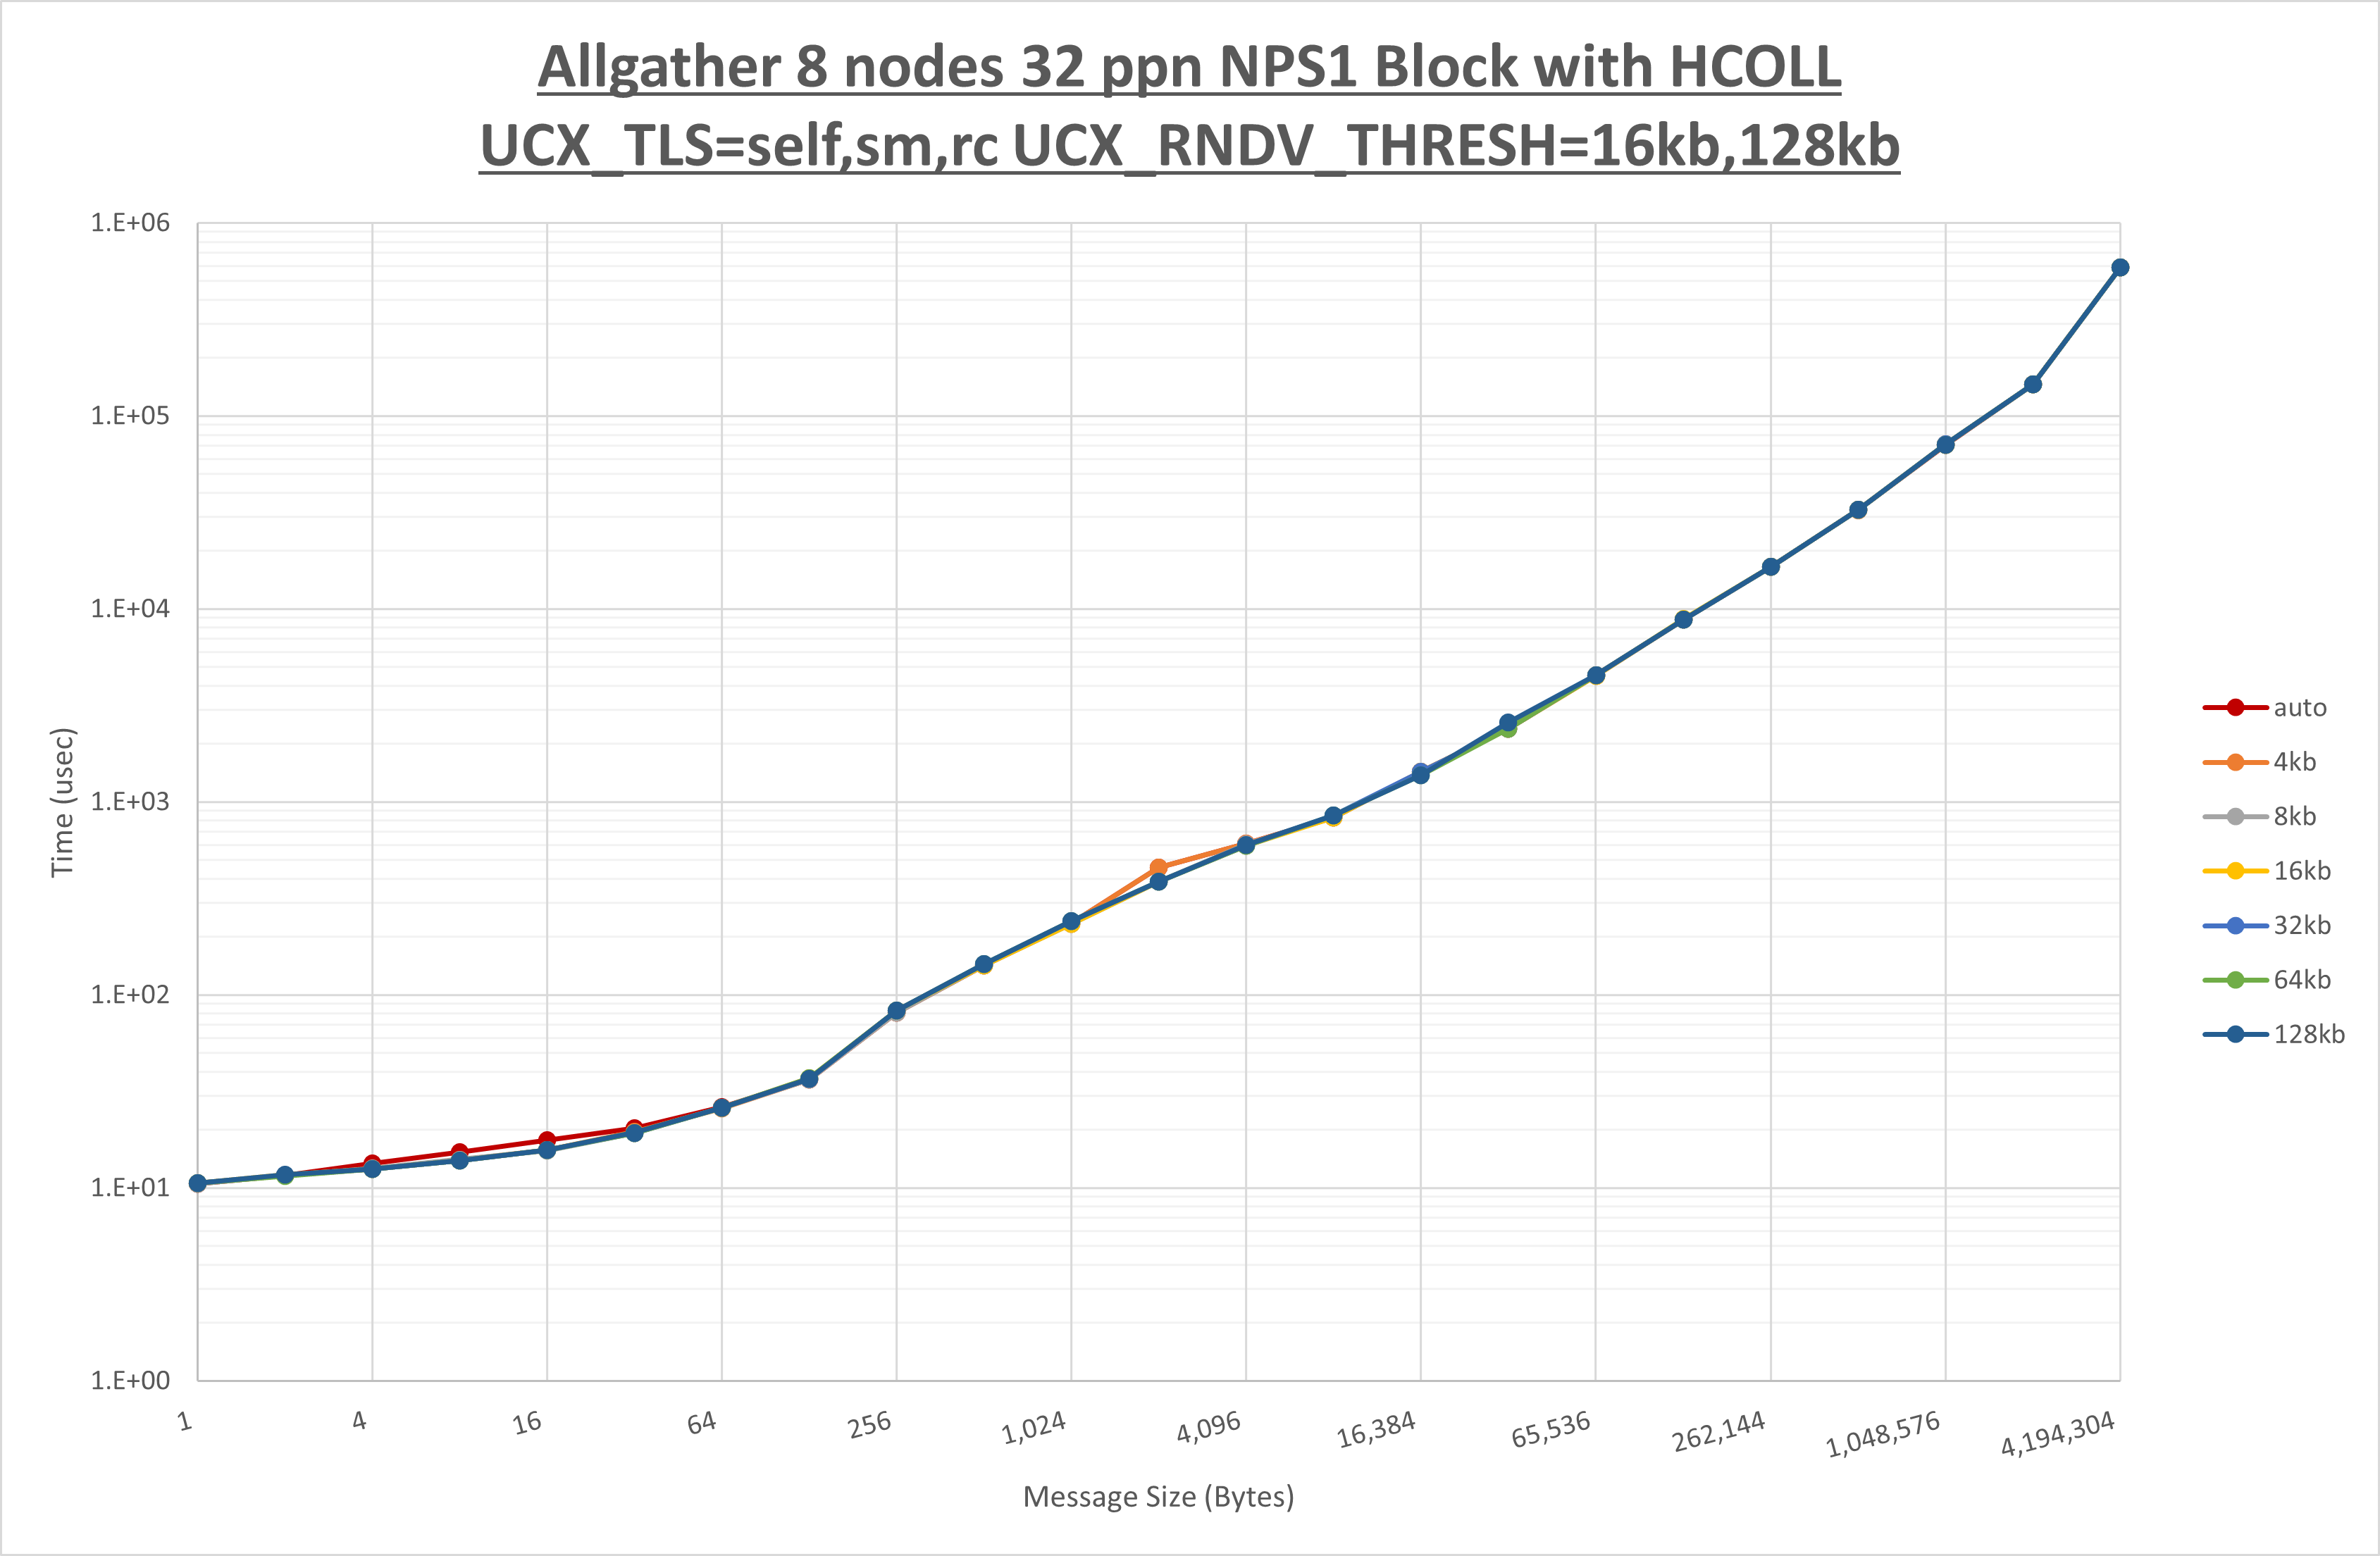 Allgather 8 nodes 32 ppn NPS1 Block with HCOLL
UCX_TLS=self,sm,rc UCX_RNDV_THRESH=16kb,128kb
1.E+06
1.E+05
1.E+04
1.E+03
1.E+02
1.E+01
1.E+00
Time (usec)
1
4
16
64
256
1,024
4,096
16,384
65,536
262,144
1,048,576
4,194,304
Message Size (Bytes)
auto
4kb
8kb
16kb
32kb
64kb
128kb